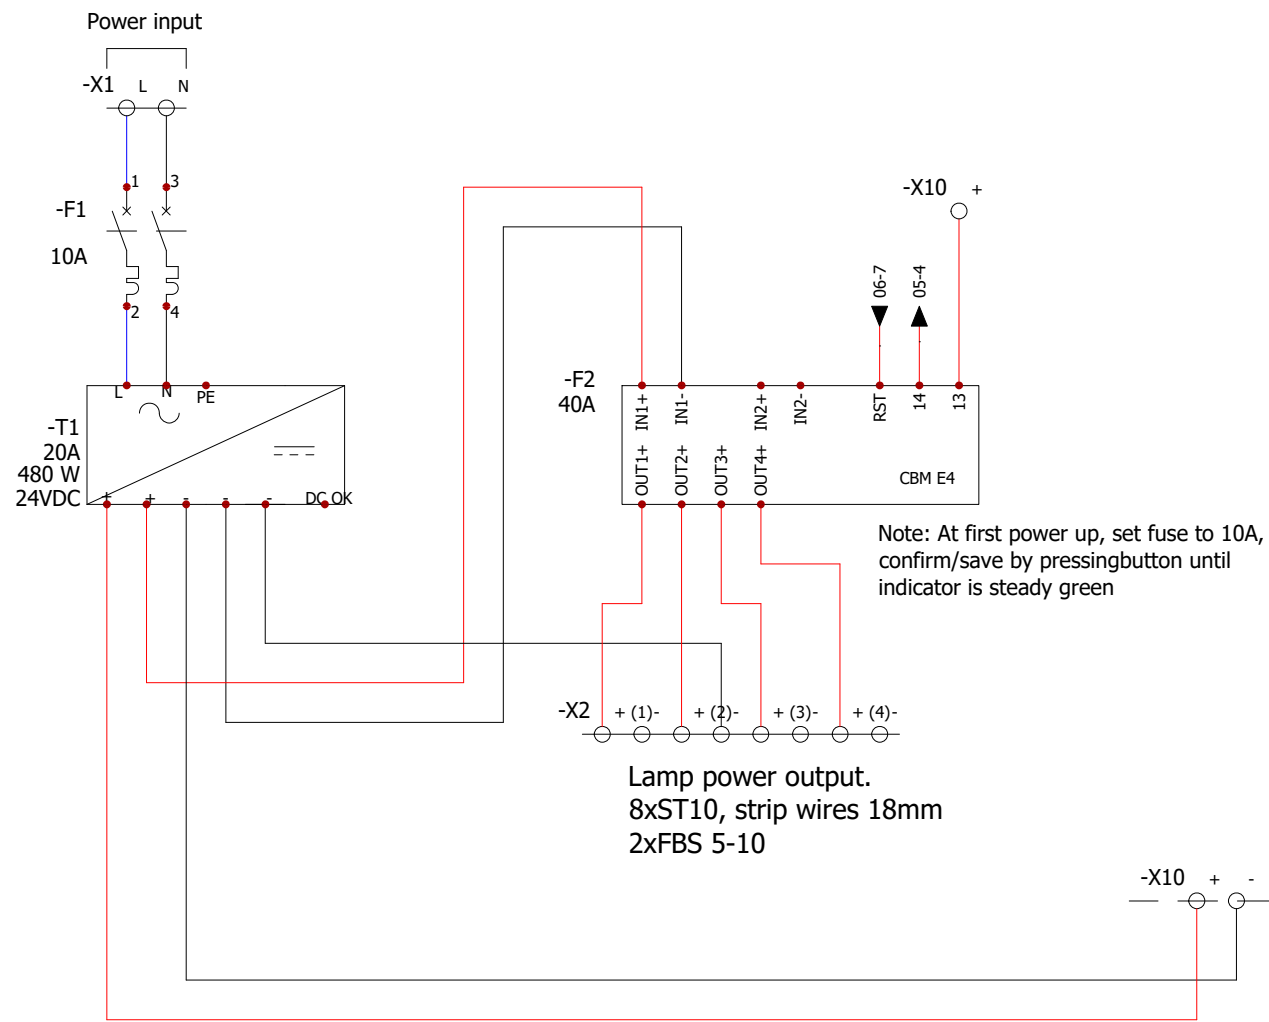 Power input
-X1 L N
1 3
-F1
10A
2 4
L N PE
-T1
20A
480 W
24VDC
+ + - - - DC OK
-X10 +
06-7
05-4
-F2
40A
IN1+ IN1- IN2+ IN2- RST 14 13
OUT1+ OUT2+ OUT3+ OUT4+
CBM E4
Note: At first power up, set fuse to 10A,
confirm/save by pressingbutton until
indicator is steady green
-X2 + (1)- + (2)- + (3)- + (4)-
Lamp power output.
8xST10, strip wires 18mm
2xFBS 5-10
-X10 + -